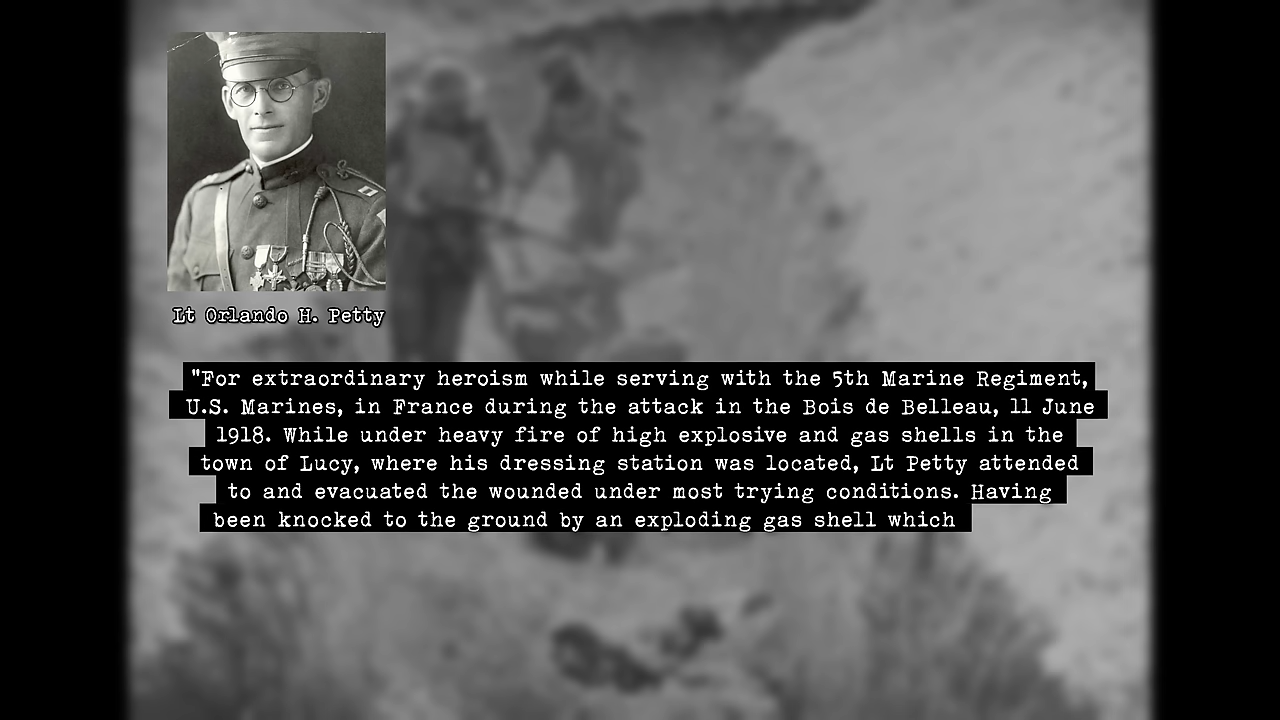 Lt Orlando H. Petty
"For extraordinary heroism while serving with the 5th Marine Regiment,
U.S. Marines, in France during the attack in the Bois de Belleau, 11 June
1918. While under heavy fire of high explosive and gas shells in the
town of Lucy, where his dressing station was located, Lt Petty attended
to and evacuated the wounded under most trying conditions. Having
been knocked to the ground by an exploding gas shell which